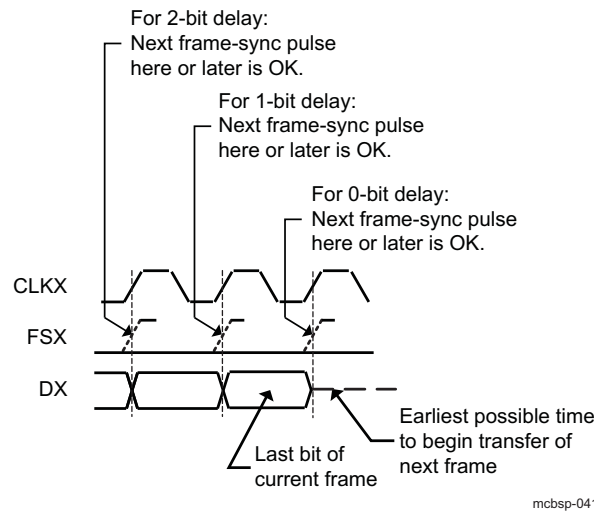 For 2-bit delay:
Next frame-sync pulse
here or later is OK.
For 1-bit delay:
Next frame-sync pulse
here or later is OK.
For 0-bit delay:
Next frame-sync pulse
here or later is OK.
CLKX
FSX
DX
Last bit of
current frame
Earliest possible time
to begin transfer of
next frame
mcbsp-041